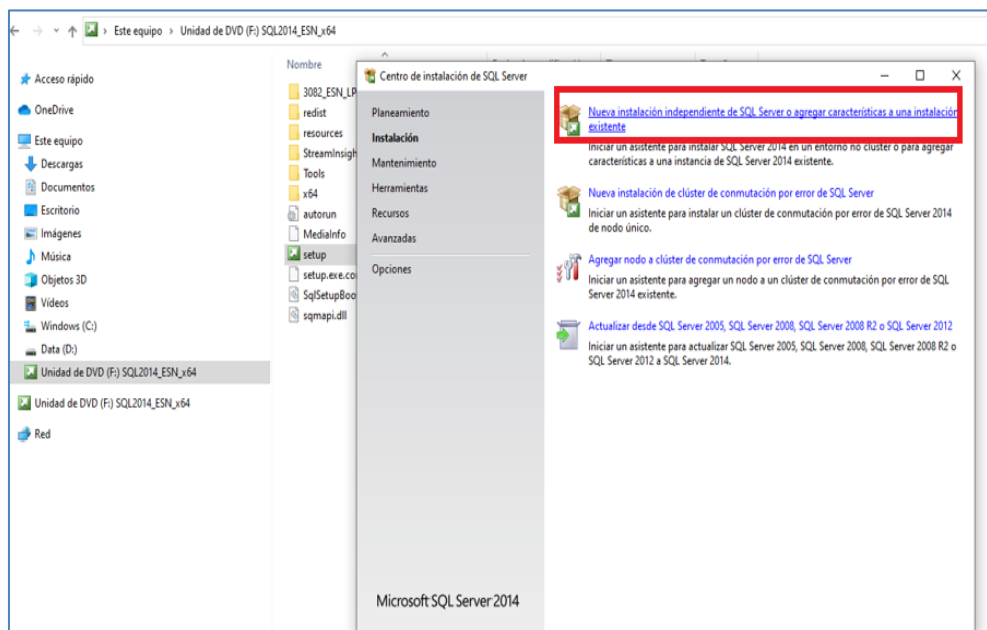 Este equipo > Unidad de DVD (F:) SQL2014_ESN_x64
Acceso rápido
OneDrive
Este equipo
Descargas
Documentos
Escritorio
Imágenes
Música
Objetos 3D
Vídeos
Windows (C:)
Data (D:)
Unidad de DVD (F:) SQL2014_ESN_x64
Unidad de DVD (F:) SQL2014_ESN_x64
Red
Nombre
3082_ESN_LP
redist
resources
StreamInsigh
Tools
x64
autorun
MediaInfo
setup
setup.exe.co
SqlSetupBoo
sqmapi.dll
Centro de instalación de SQL Server
Planeamiento
Instalación
Mantenimiento
Herramientas
Recursos
Avanzadas
Opciones
Microsoft SQL Server 2014
Nueva instalación independiente de SQL Server o agregar características a una instalación
existente
Iniciar un asistente para instalar SQL Server 2014 en un entorno no clúster o para agregar
características a una instancia de SQL Server 2014 existente.
Nueva instalación de clúster de conmutación por error de SQL Server
Iniciar un asistente para instalar un clúster de conmutación por error de SQL Server 2014
de nodo único.
Agregar nodo a clúster de conmutación por error de SQL Server
Iniciar un asistente para agregar un nodo a un clúster de conmutación por error de SQL
Server 2014 existente.
Actualizar desde SQL Server 2005, SQL Server 2008, SQL Server 2008 R2 o SQL Server 2012
Iniciar un asistente para actualizar SQL Server 2005, SQL Server 2008, SQL Server 2008 R2 o
SQL Server 2012 a SQL Server 2014.